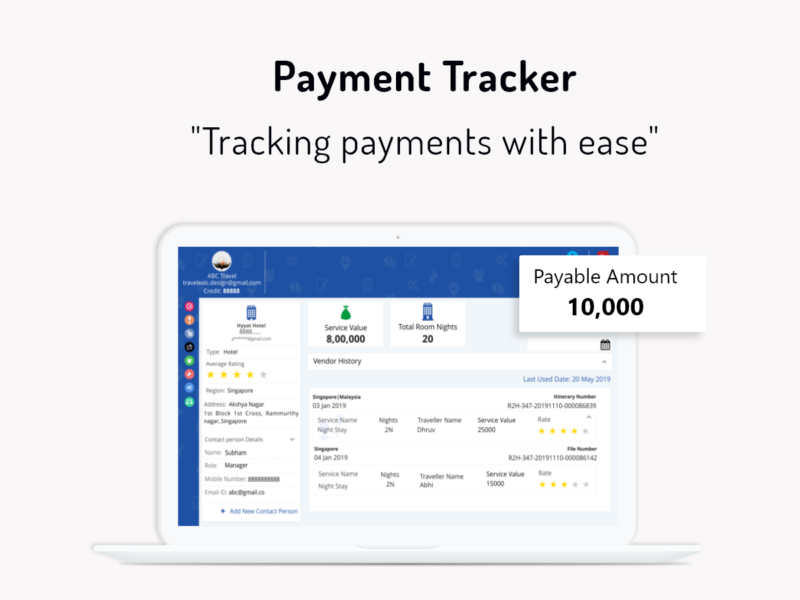 Payment Tracker
"Tracking payments with ease"
ABC Travel
travelexic.design@gmail.com
Credit: 88888
Payable Amount
10,000
Hyyat Hotel
8888......
y******@gmail.com
Type: Hotel
Average Rating
Region: Singapore
Address: Akshya Nagar
1st Block 1st Cross, Rammurthy
nagar,Singapore
Contact person Details
Name: Subham
Role: Manager
Mobile Number: 8888888888
Email ID: abc@gmail.co
+ Add New Contact Person
Service Value
8,00,000
Total Room Nights
20
Vendor History
Last Used Date: 20 May 2019
Singapore|Malaysia
Itinerary Number
03 Jan 2019
R2H-347-20191110-000086839
Service Name
Nights
Traveller Name
Service Value
Rate
Night Stay
2N
Dhruv
25000
Singapore
File Number
04 Jan 2019
R2H-347-20191110-000086142
Service Name
Nights
Traveller Name
Service Value
Rate
Night Stay
2N
Abhi
15000